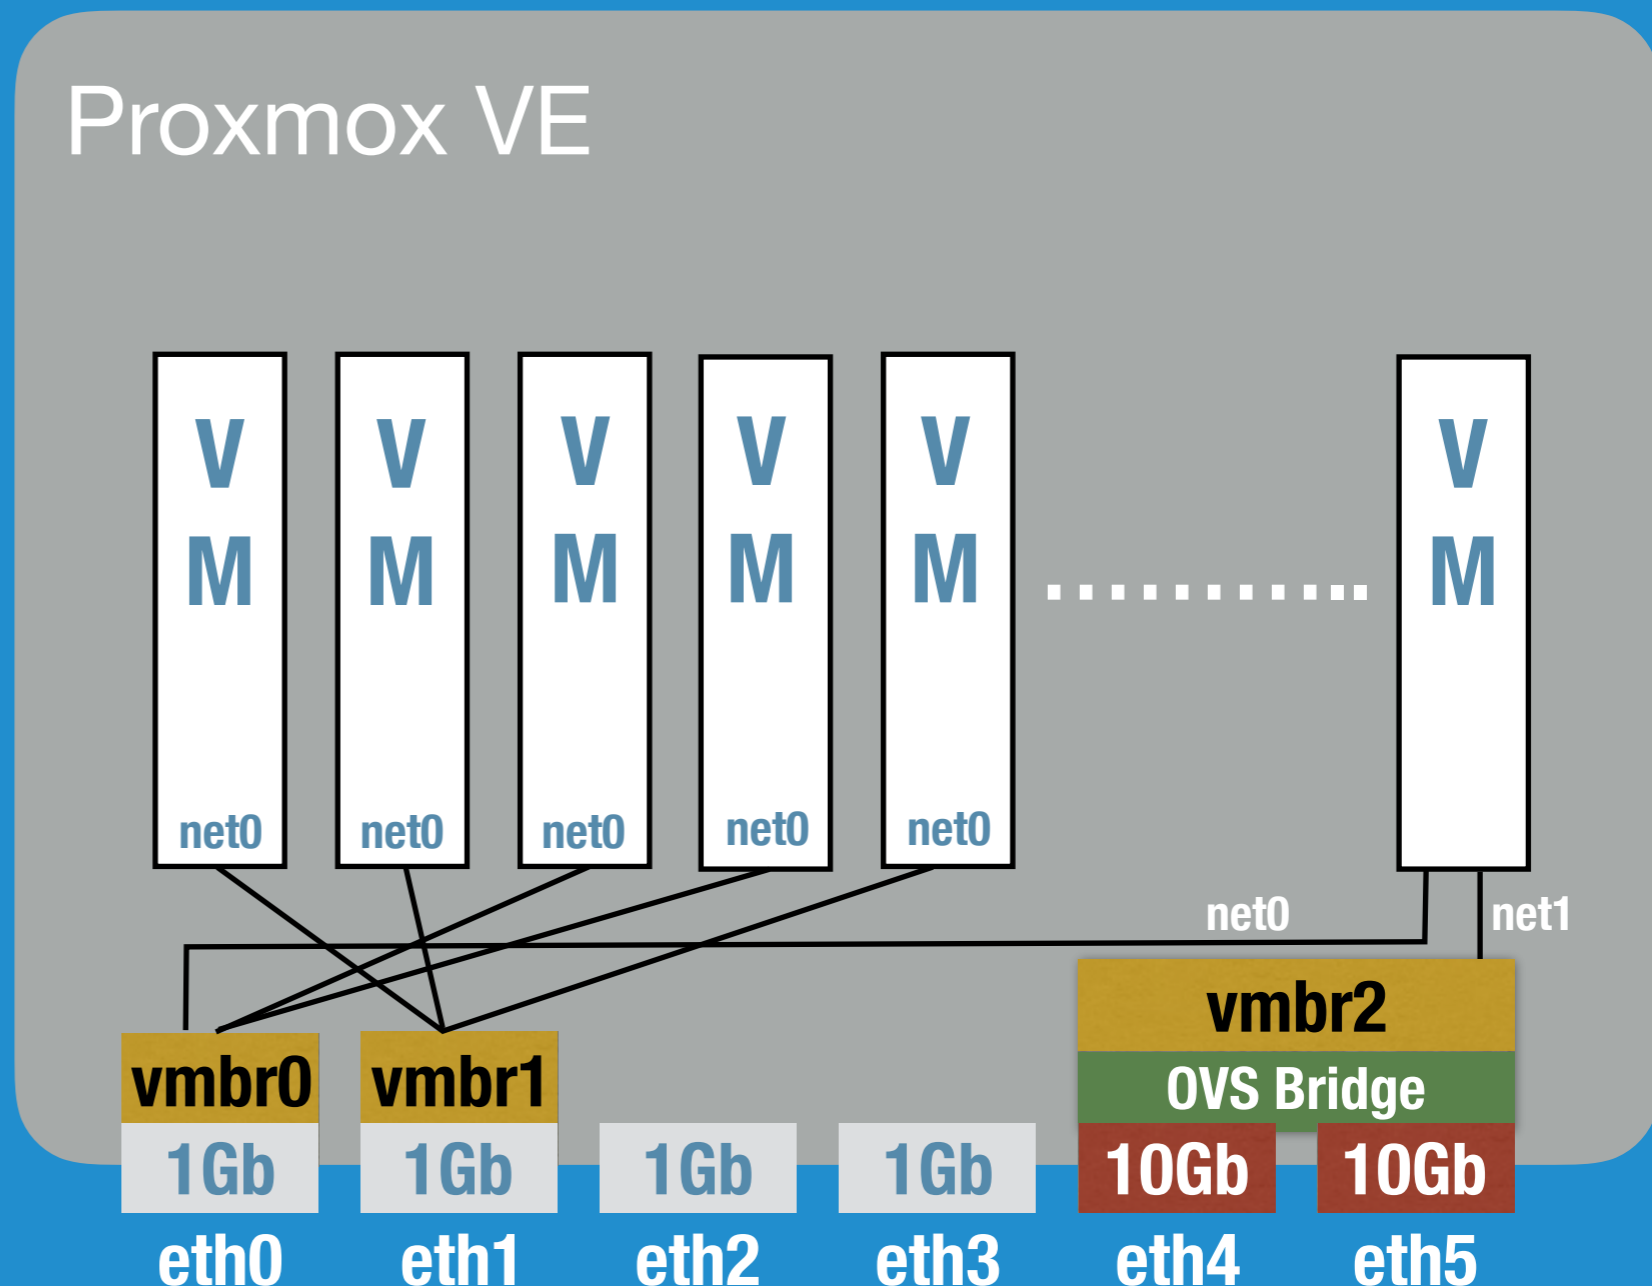 Proxmox VE
V V V V V V
M M M M M M
net0 net0 net0 net0 net0
net0 net1
vmbr2
vmbr0 vmbr1 OVS Bridge
1Gb 1Gb 1Gb 1Gb 10Gb 10Gb
eth0 eth1 eth2 eth3 eth4 eth5